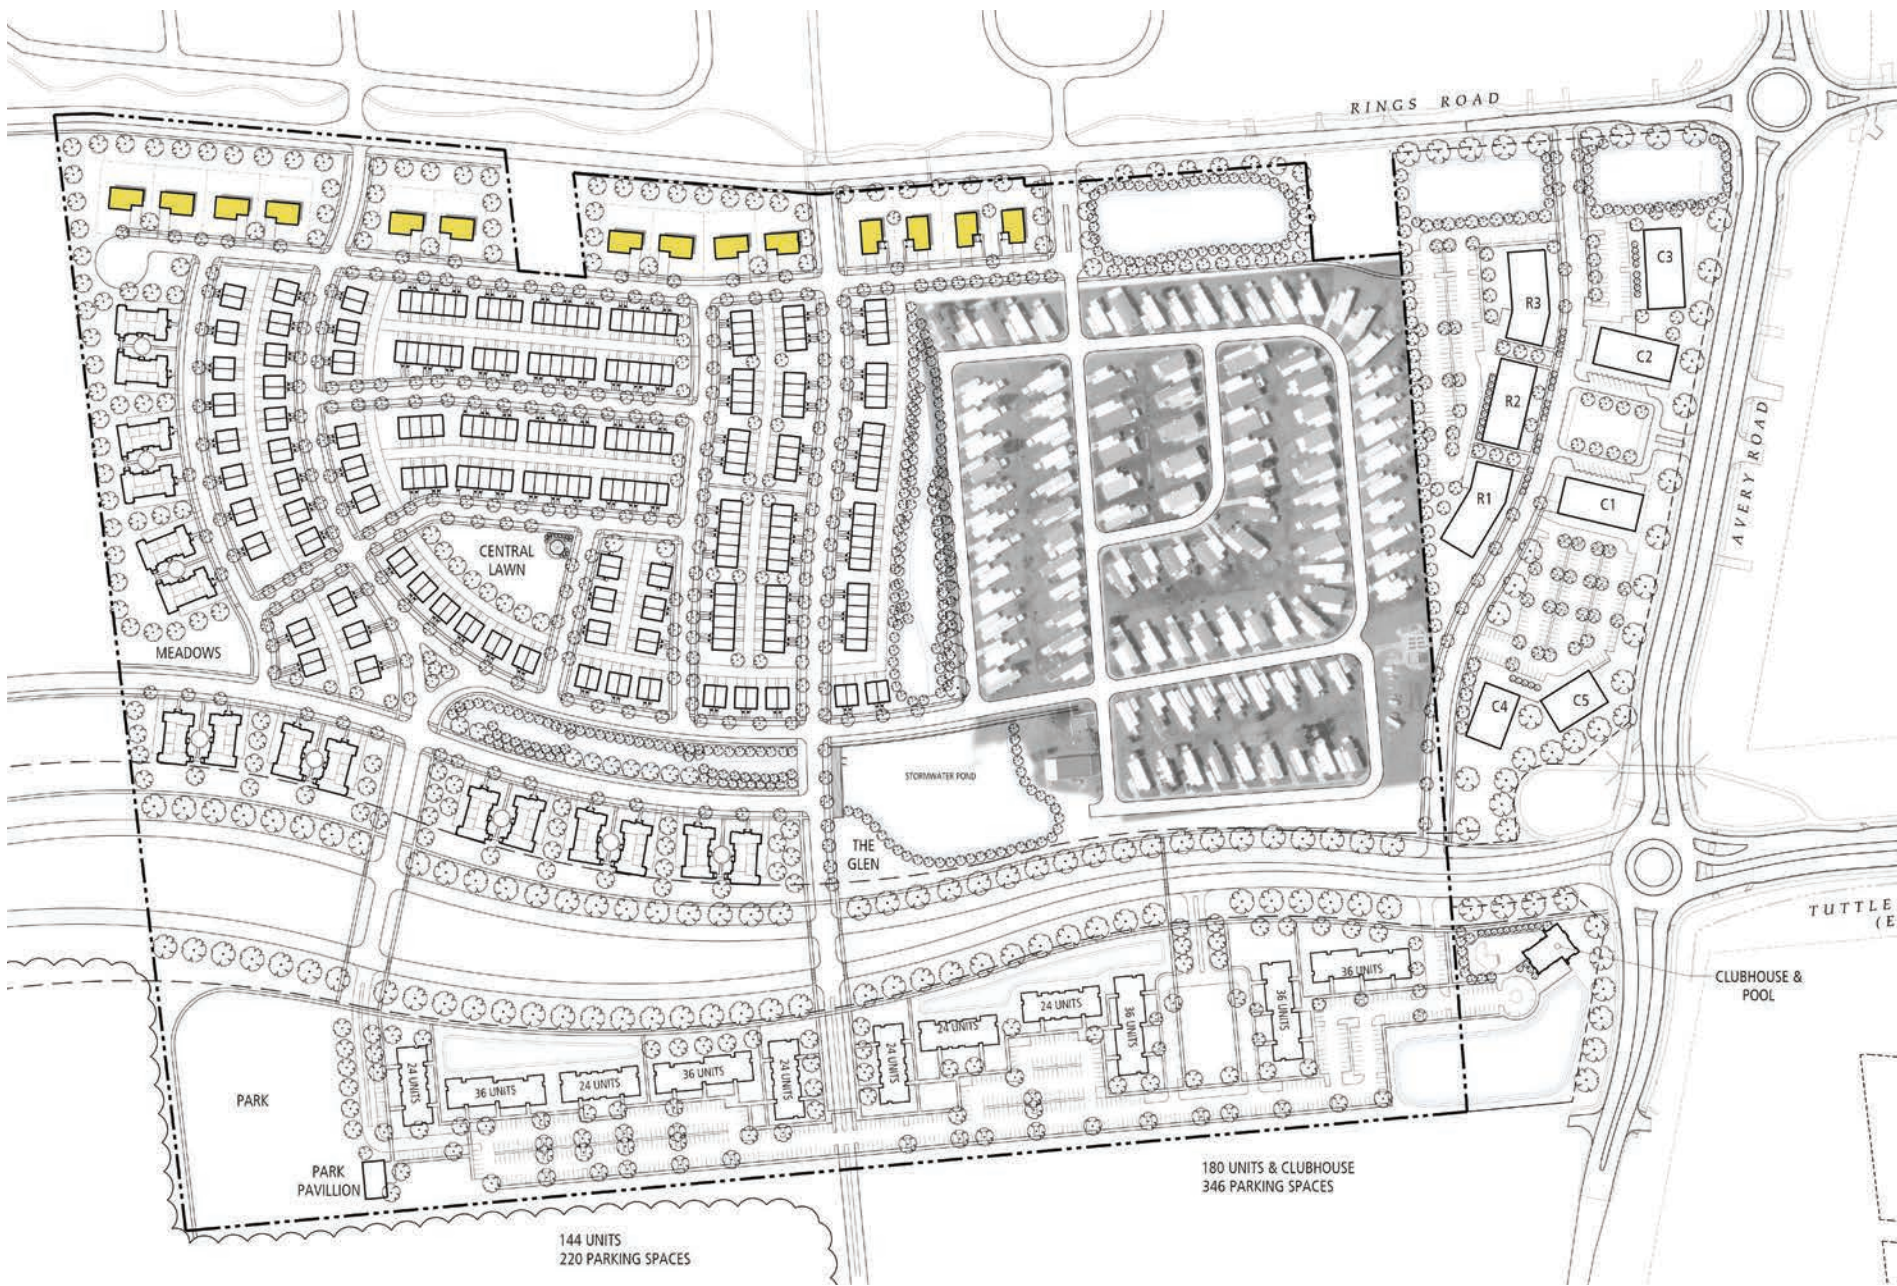 RINGS ROAD
C3
R3
C2
R2
R1
C1
AVERY ROAD
CENTRAL
LAWN
MEADOWS
C4
C5
STORMWATER POND
THE
GLEN
TUTTLE
(E
CLUBHOUSE &
POOL
36 UNITS
24 UNITS
36 UNITS
36 UNITS
24 UNITS
24 UNITS
24 UNITS
36 UNITS
24 UNITS
36 UNITS
24 UNITS
PARK
PARK
PAVILLION
180 UNITS & CLUBHOUSE
346 PARKING SPACES
144 UNITS
220 PARKING SPACES